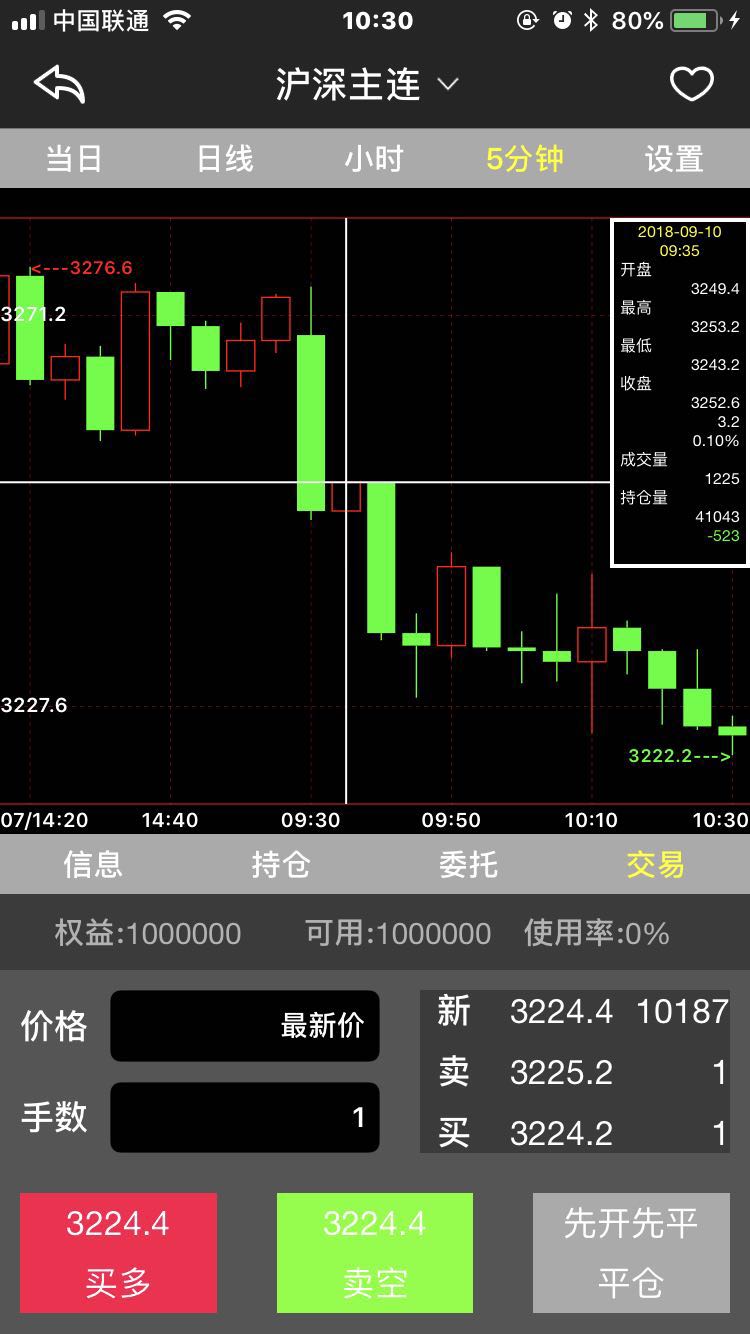 中国联通 10:30 80%
沪深主连
当日 日线 小时 5分钟 设置
2018-09-10
09:35
开盘
3249.4
最高
3253.2
最低
3243.2
收盘
3252.6
3.2
0.10%
成交量
1225
持仓量
41043
-523
<---3276.6
3271.2
3227.6
3222.2--->
07/14:20 14:40 09:30 09:50 10:10 10:30
信息 持仓 委托 交易
权益:1000000 可用:1000000 使用率:0%
价格 最新价
手数 1
新 3224.4 10187
卖 3225.2 1
买 3224.2 1
3224.4
买多
3224.4
卖空
先开先平
平仓